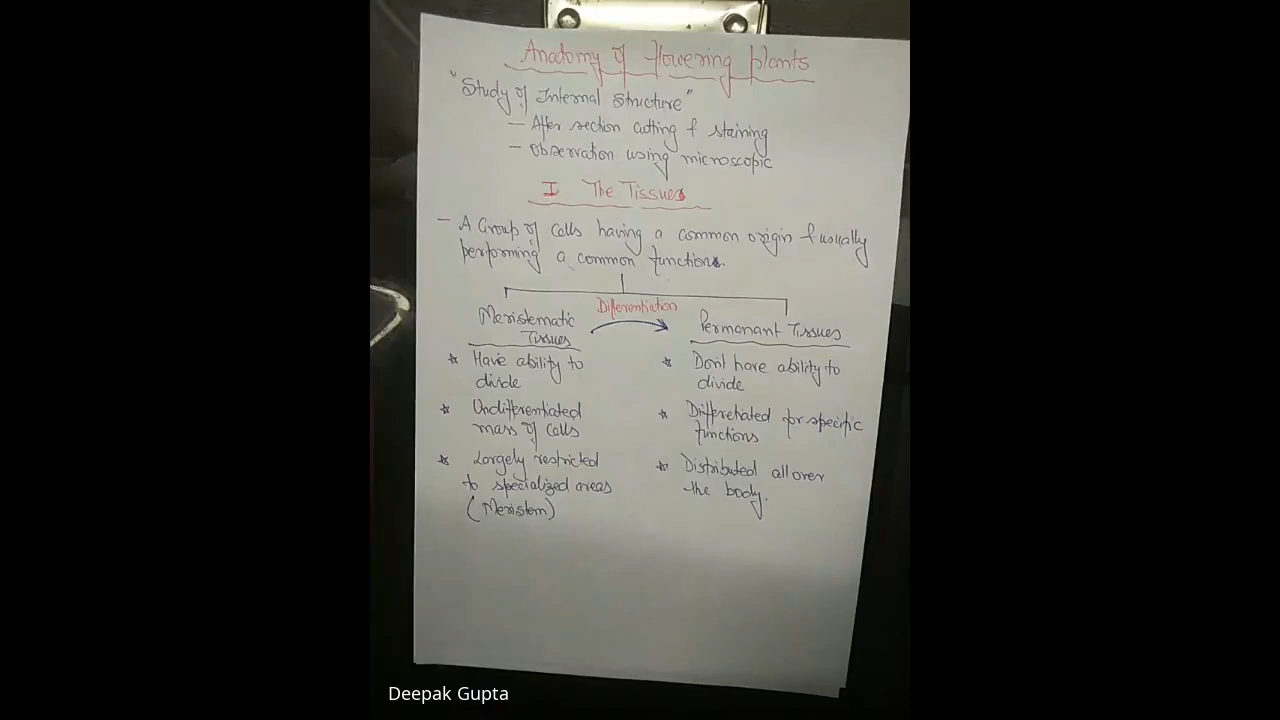 Anatomy of flowering plants
"Study of Internal Structure"
— After section cutting & staining
— Observation using microscopic
I The Tissues
— A Group of cells having a common origin & usually
performing a common function.
Differentiation
Meristematic
Tissues
* Have ability to
divide
* Undifferentiated
mass of cells
* Largely restricted
to specialized areas
(Meristem)
Permanant Tissues
* Don't have ability to
divide
* Differetiated for specific
functions
* Distributed all over
the body.
Deepak Gupta